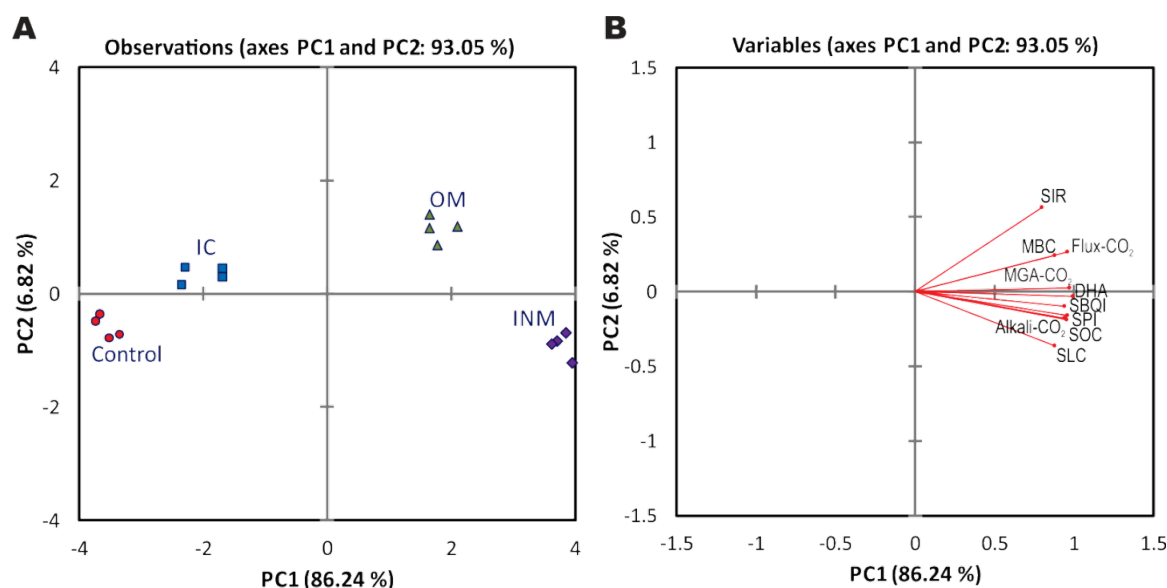 A
Observations (axes PC1 and PC2: 93.05 %)
4
2
0
-2
-4
-4
-2
0
2
4
PC2 (6.82 %)
PC1 (86.24 %)
OM
IC
INM
Control
B
Variables (axes PC1 and PC2: 93.05 %)
1.5
1
0.5
0
-0.5
-1
-1.5
-1.5
-1
-0.5
0
0.5
1
1.5
PC2 (6.82 %)
PC1 (86.24 %)
SIR
MBC
Flux-CO₂
MGA-CO₂
DHA
SBQI
SPI
Alkali-CO₂
SOC
SLC